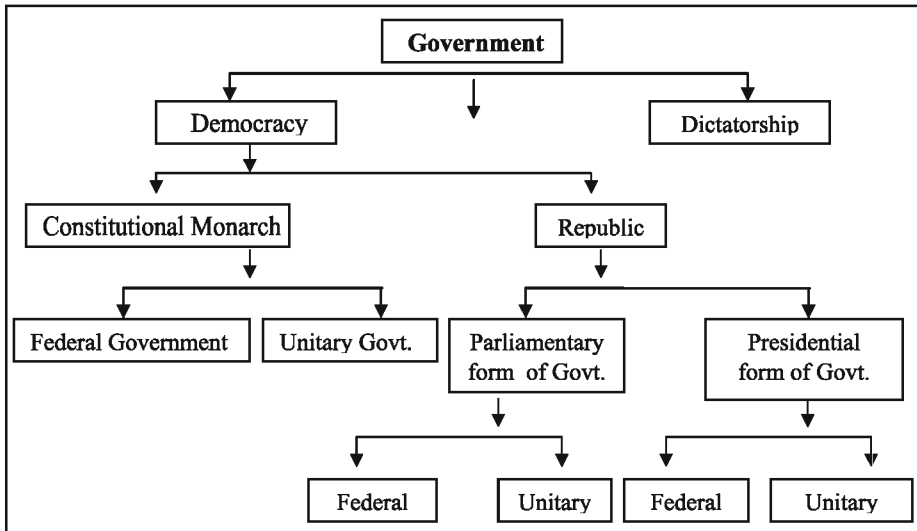 Government
Democracy
Dictatorship
Constitutional Monarch
Republic
Federal Government
Unitary Govt.
Parliamentary
form of Govt.
Presidential
form of Govt.
Federal
Unitary
Federal
Unitary